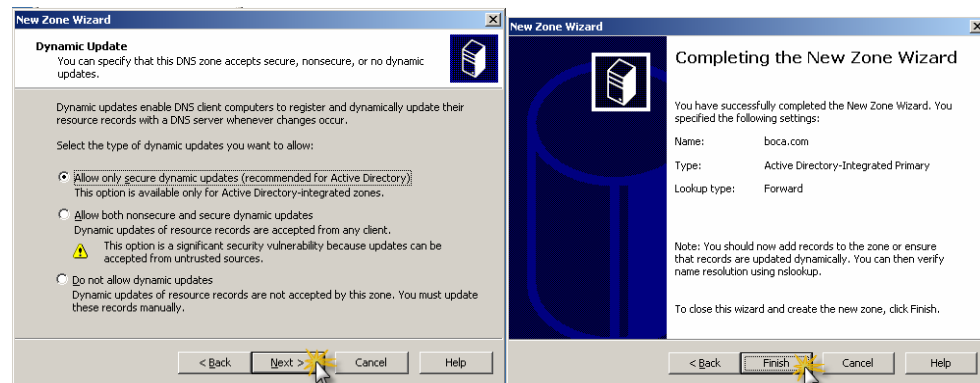 New Zone Wizard
Dynamic Update
You can specify that this DNS zone accepts secure, nonsecure, or no dynamic
updates.
Dynamic updates enable DNS client computers to register and dynamically update their
resource records with a DNS server whenever changes occur.
Select the type of dynamic updates you want to allow:
Allow only secure dynamic updates (recommended for Active Directory)
This option is available only for Active Directory-integrated zones.
Allow both nonsecure and secure dynamic updates
Dynamic updates of resource records are accepted from any client.
This option is a significant security vulnerability because updates can be
accepted from untrusted sources.
Do not allow dynamic updates
Dynamic updates of resource records are not accepted by this zone. You must update
these records manually.
< Back Next > Cancel Help
New Zone Wizard
Completing the New Zone Wizard
You have successfully completed the New Zone Wizard. You
specified the following settings:
Name: boca.com
Type: Active Directory-Integrated Primary
Lookup type: Forward
Note: You should now add records to the zone or ensure
that records are updated dynamically. You can then verify
name resolution using nslookup.
To close this wizard and create the new zone, click Finish.
< Back Finish Cancel Help